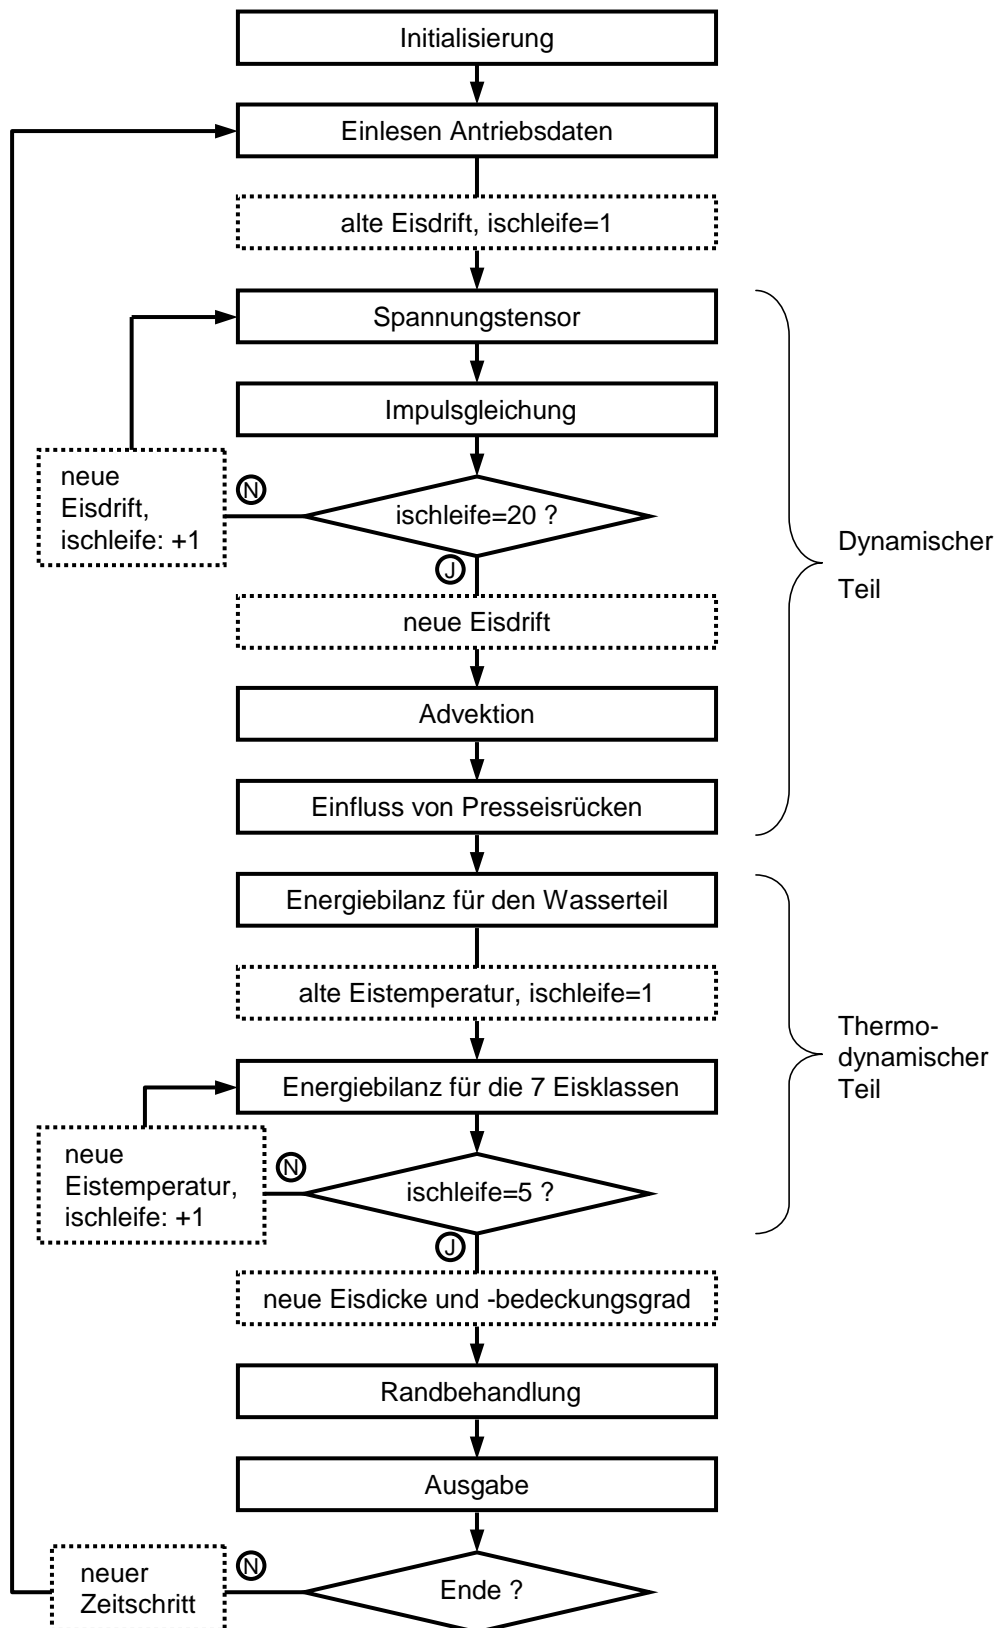 Initialisierung
Einlesen Antriebsdaten
alte Eisdrift, ischleife=1
Spannungstensor
Impulsgleichung
neue
Eisdrift,
ischleife: +1
N
ischleife=20 ?
J
neue Eisdrift
Advektion
Einfluss von Presseisrücken
Dynamischer
Teil
Energiebilanz für den Wasserteil
alte Eistemperatur, ischleife=1
Energiebilanz für die 7 Eisklassen
Thermo-
dynamischer
Teil
neue
Eistemperatur,
ischleife: +1
N
ischleife=5 ?
J
neue Eisdicke und -bedeckungsgrad
Randbehandlung
Ausgabe
neuer
Zeitschritt
N
Ende ?